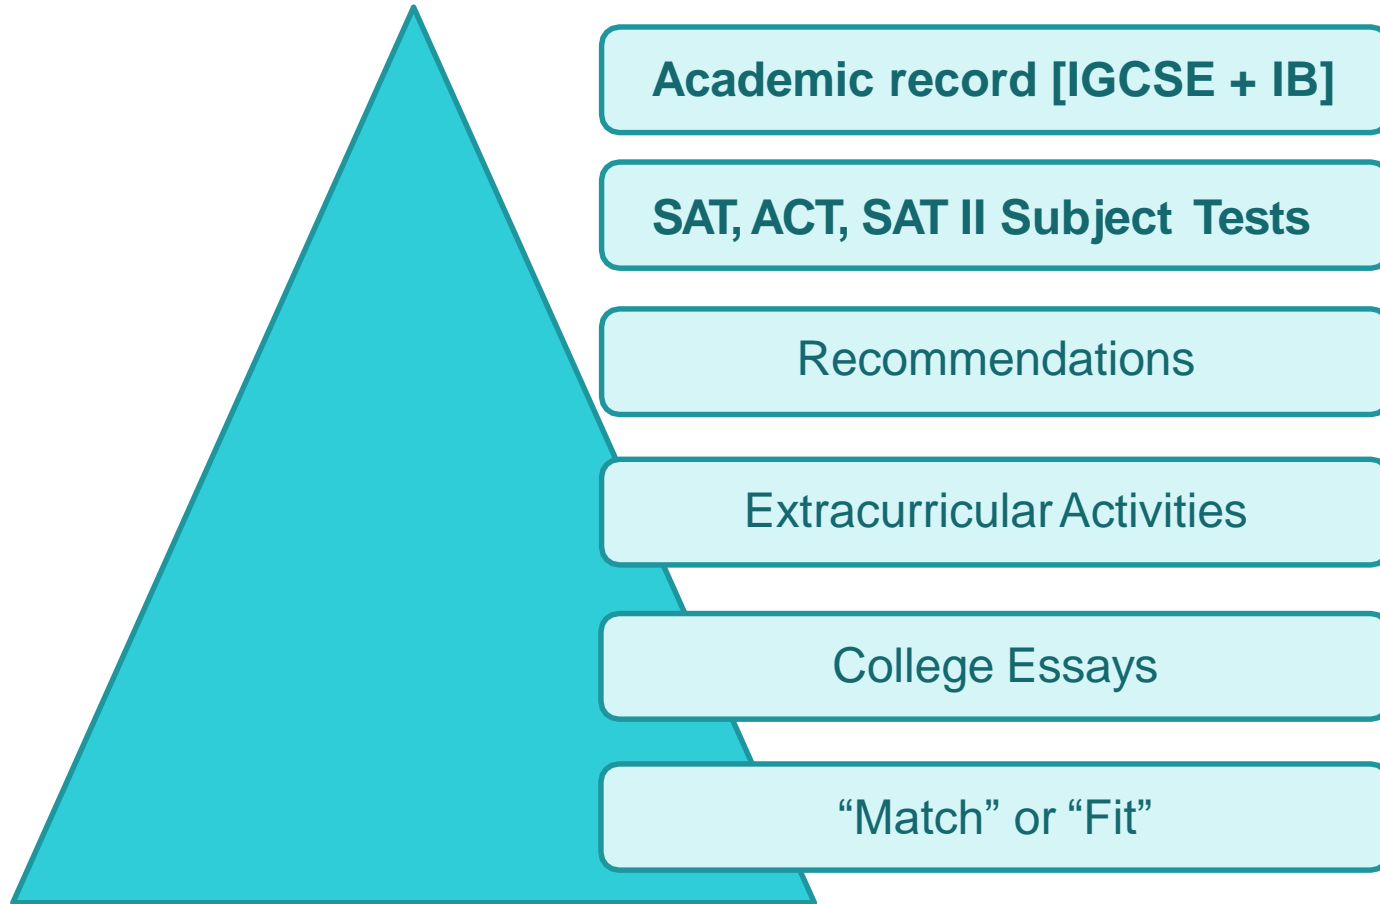 Academic record [IGCSE + IB]
SAT, ACT, SAT II Subject Tests
Recommendations
Extracurricular Activities
College Essays
“Match” or “Fit”